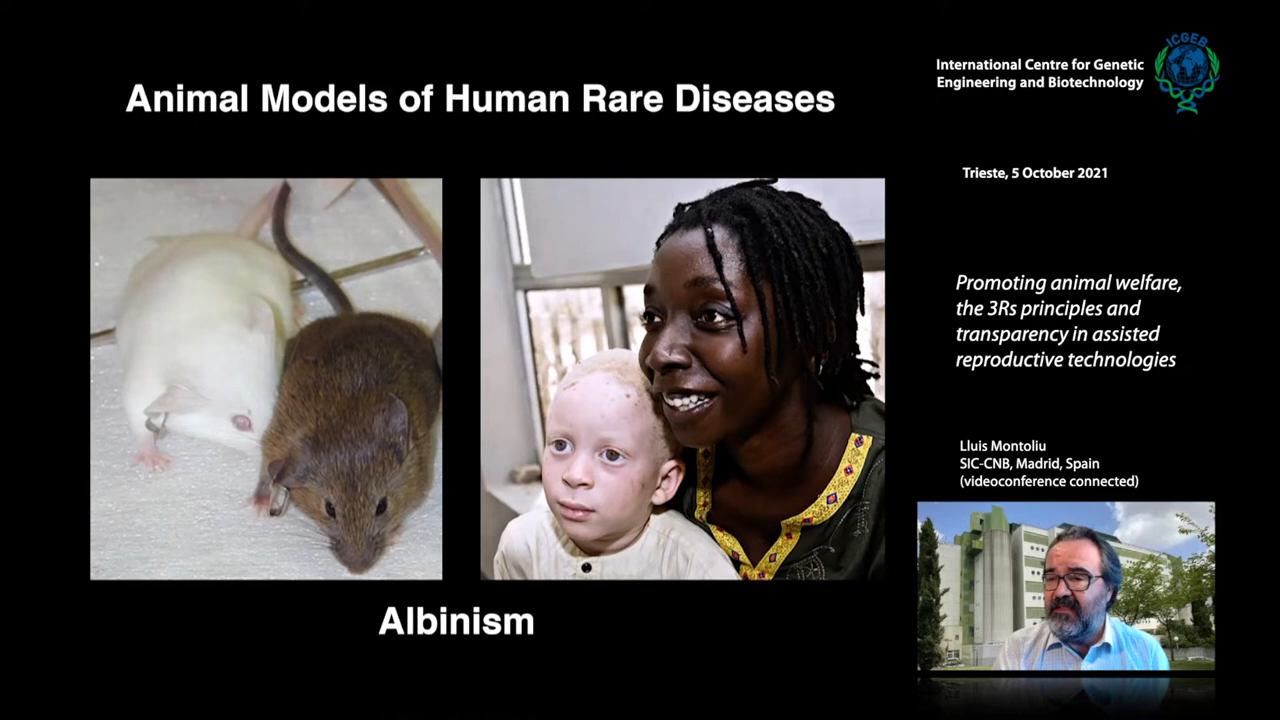 Animal Models of Human Rare Diseases
Albinism
ICGEB
International Centre for Genetic
Engineering and Biotechnology
Trieste, 5 October 2021
Promoting animal welfare,
the 3Rs principles and
transparency in assisted
reproductive technologies
Lluis Montoliu
SIC-CNB, Madrid, Spain
(videoconference connected)